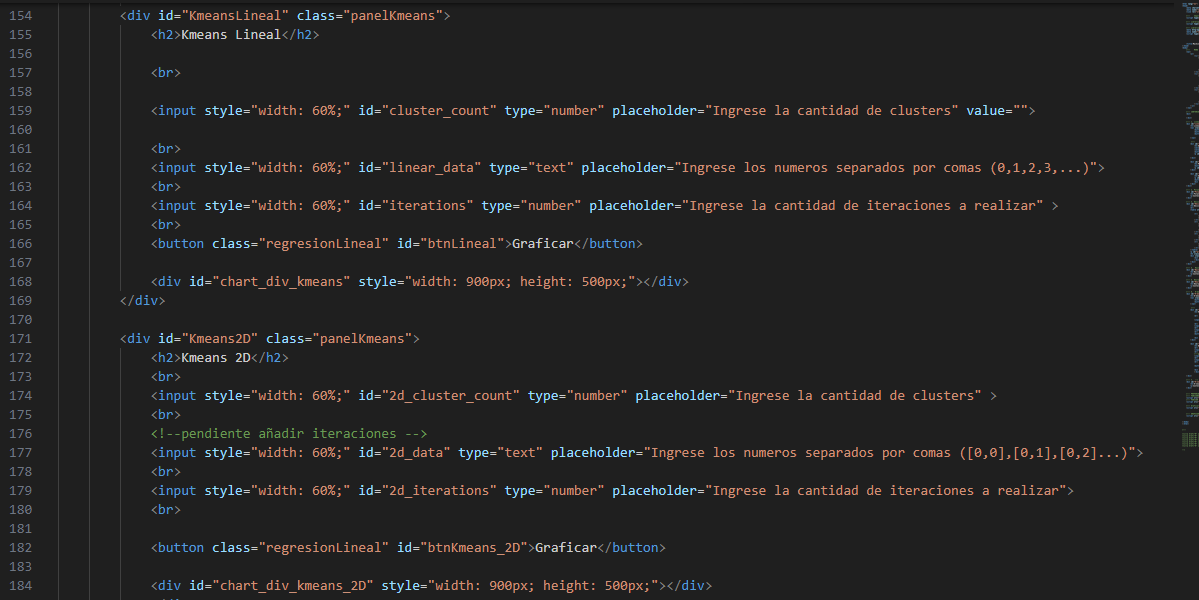 154 <div id="KmeansLineal" class="panelKmeans">
155 <h2>Kmeans Lineal</h2>
156
157 <br>
158
159 <input style="width: 60%;" id="cluster_count" type="number" placeholder="Ingrese la cantidad de clusters" value="">
160
161 <br>
162 <input style="width: 60%;" id="linear_data" type="text" placeholder="Ingrese los numeros separados por comas (0,1,2,3,...)">
163 <br>
164 <input style="width: 60%;" id="iterations" type="number" placeholder="Ingrese la cantidad de iteraciones a realizar" >
165 <br>
166 <button class="regresionLineal" id="btnLineal">Graficar</button>
167
168 <div id="chart_div_kmeans" style="width: 900px; height: 500px;"></div>
169 </div>
170
171 <div id="Kmeans2D" class="panelKmeans">
172 <h2>Kmeans 2D</h2>
173 <br>
174 <input style="width: 60%;" id="2d_cluster_count" type="number" placeholder="Ingrese la cantidad de clusters" >
175 <br>
176 <!--pendiente añadir iteraciones -->
177 <input style="width: 60%;" id="2d_data" type="text" placeholder="Ingrese los numeros separados por comas ([0,0],[0,1],[0,2]...)">
178 <br>
179 <input style="width: 60%;" id="2d_iterations" type="number" placeholder="Ingrese la cantidad de iteraciones a realizar">
180 <br>
181
182 <button class="regresionLineal" id="btnKmeans_2D">Graficar</button>
183
184 <div id="chart_div_kmeans_2D" style="width: 900px; height: 500px;"></div>